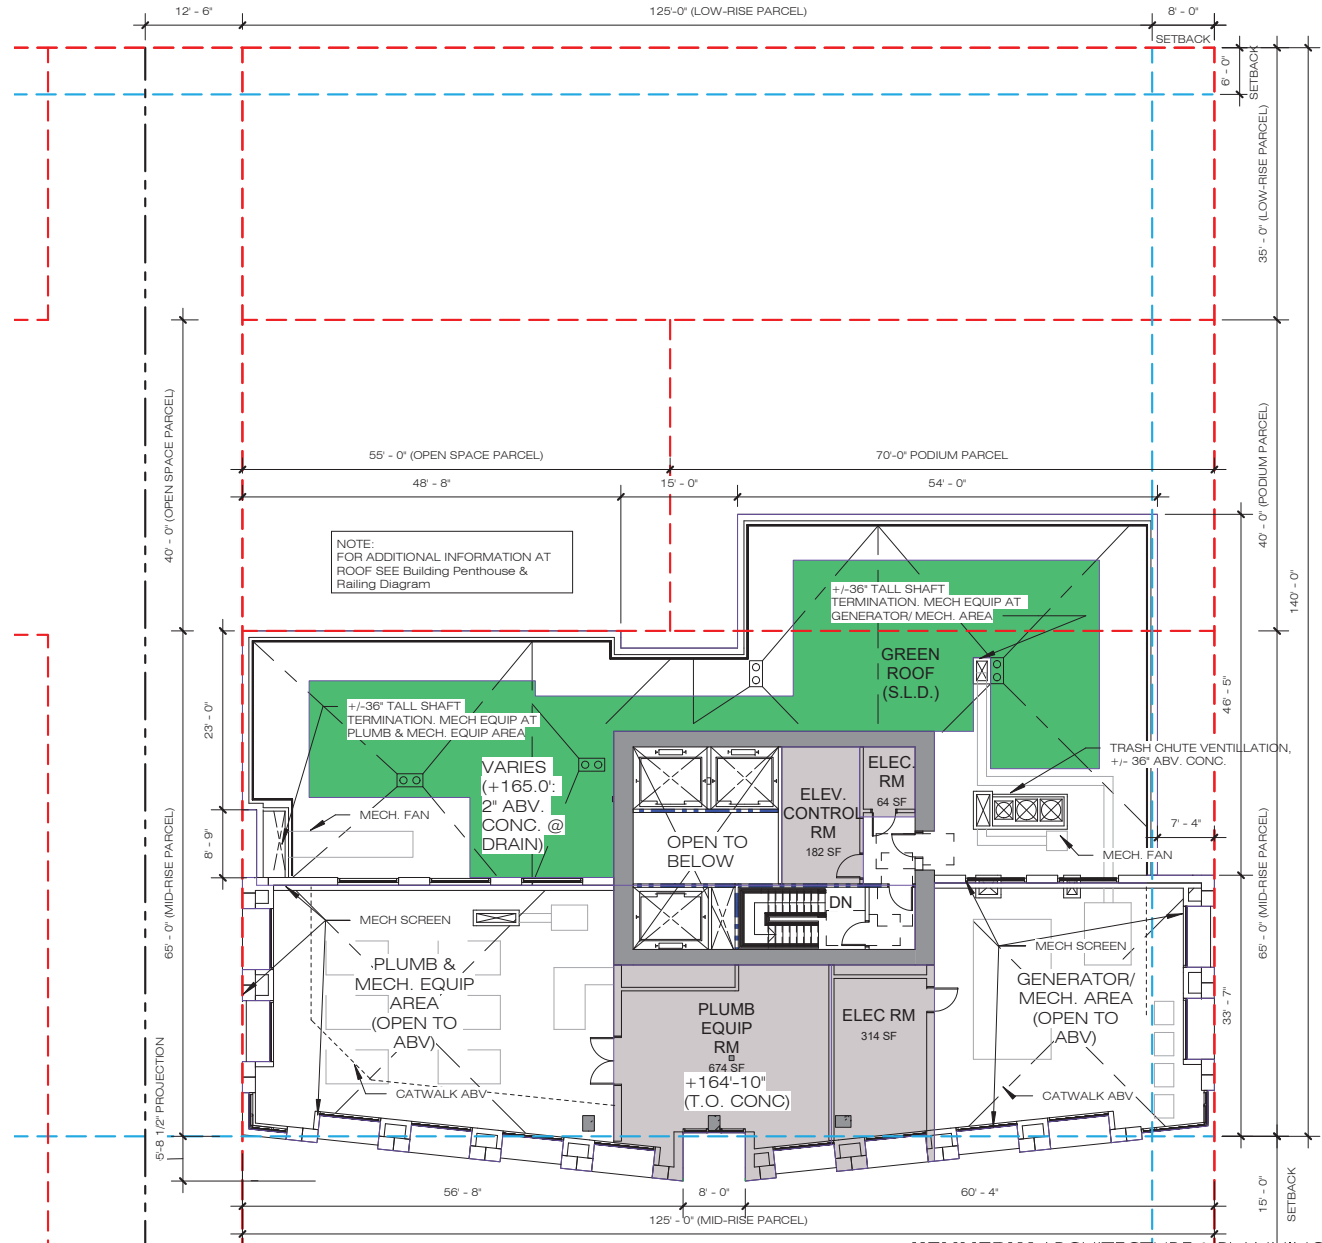 12' - 6"
125'-0" (LOW-RISE PARCEL)
8' - 0"
SETBACK
6' - 0"
SETBACK
35' - 0" (LOW-RISE PARCEL)
40' - 0" (OPEN SPACE PARCEL)
55' - 0" (OPEN SPACE PARCEL)
70'-0" PODIUM PARCEL
40' - 0" (PODIUM PARCEL)
48' - 8"
15' - 0"
54' - 0"
140' - 0"
NOTE:
FOR ADDITIONAL INFORMATION AT
ROOF SEE Building Penthouse &
Railing Diagram
+/-36" TALL SHAFT
TERMINATION. MECH EQUIP AT
GENERATOR/ MECH. AREA
GREEN
ROOF
(S.L.D.)
46' - 5"
23' - 0"
+/-36" TALL SHAFT
TERMINATION. MECH EQUIP AT
PLUMB & MECH. EQUIP AREA
TRASH CHUTE VENTILLATION,
+/- 36" ABV. CONC.
VARIES
(+165.0':
2" ABV.
CONC. @
DRAIN)
ELEC.
RM
64 SF
ELEV.
CONTROL
RM
182 SF
MECH. FAN
7' - 4"
8' - 9"
OPEN TO
BELOW
MECH. FAN
65' - 0" (MID-RISE PARCEL)
65' - 0" (MID-RISE PARCEL)
DN
MECH SCREEN
MECH SCREEN
PLUMB &
MECH. EQUIP
AREA
(OPEN TO
ABV)
GENERATOR/
MECH. AREA
(OPEN TO
ABV)
33' - 7"
PLUMB
EQUIP
RM
674 SF
ELEC RM
314 SF
+164'-10"
(T.O. CONC)
CATWALK ABV
CATWALK ABV
5'-8 1/2" PROJECTION
56' - 8"
8' - 0"
60' - 4"
15' - 0"
SETBACK
125' - 0" (MID-RISE PARCEL)